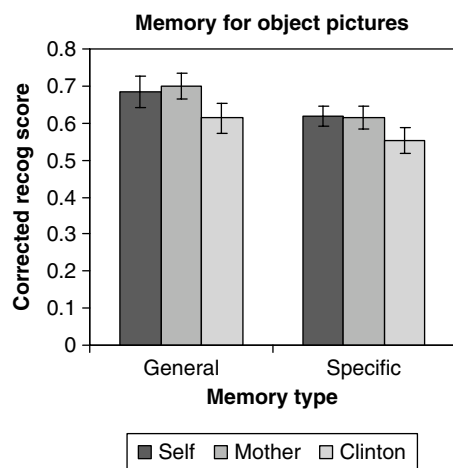 Memory for object pictures
Corrected recog score
0.8
0.7
0.6
0.5
0.4
0.3
0.2
0.1
0
General Specific
Memory type
Self Mother Clinton